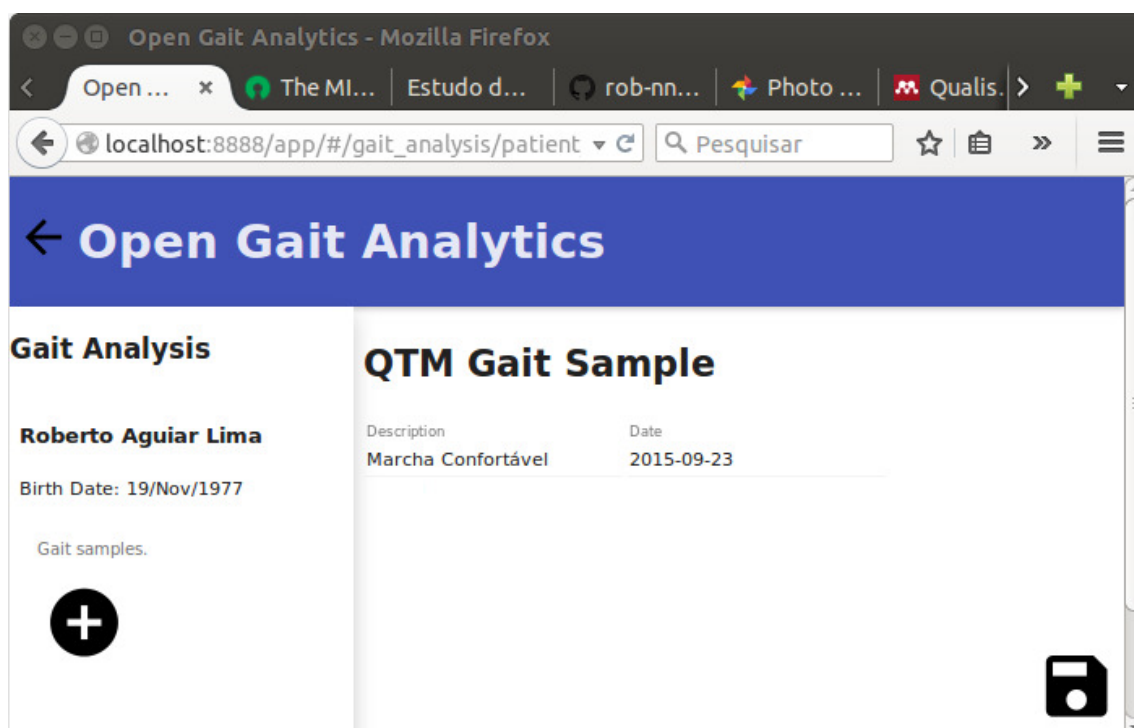 Open Gait Analytics - Mozilla Firefox
Open ... The MI... Estudo d... rob-nn... Photo ... Qualis.
localhost:8888/app/#/gait_analysis/patient Pesquisar
Open Gait Analytics
Gait Analysis
Roberto Aguiar Lima
Birth Date: 19/Nov/1977
Gait samples.
QTM Gait Sample
Description Date
Marcha Confortável 2015-09-23